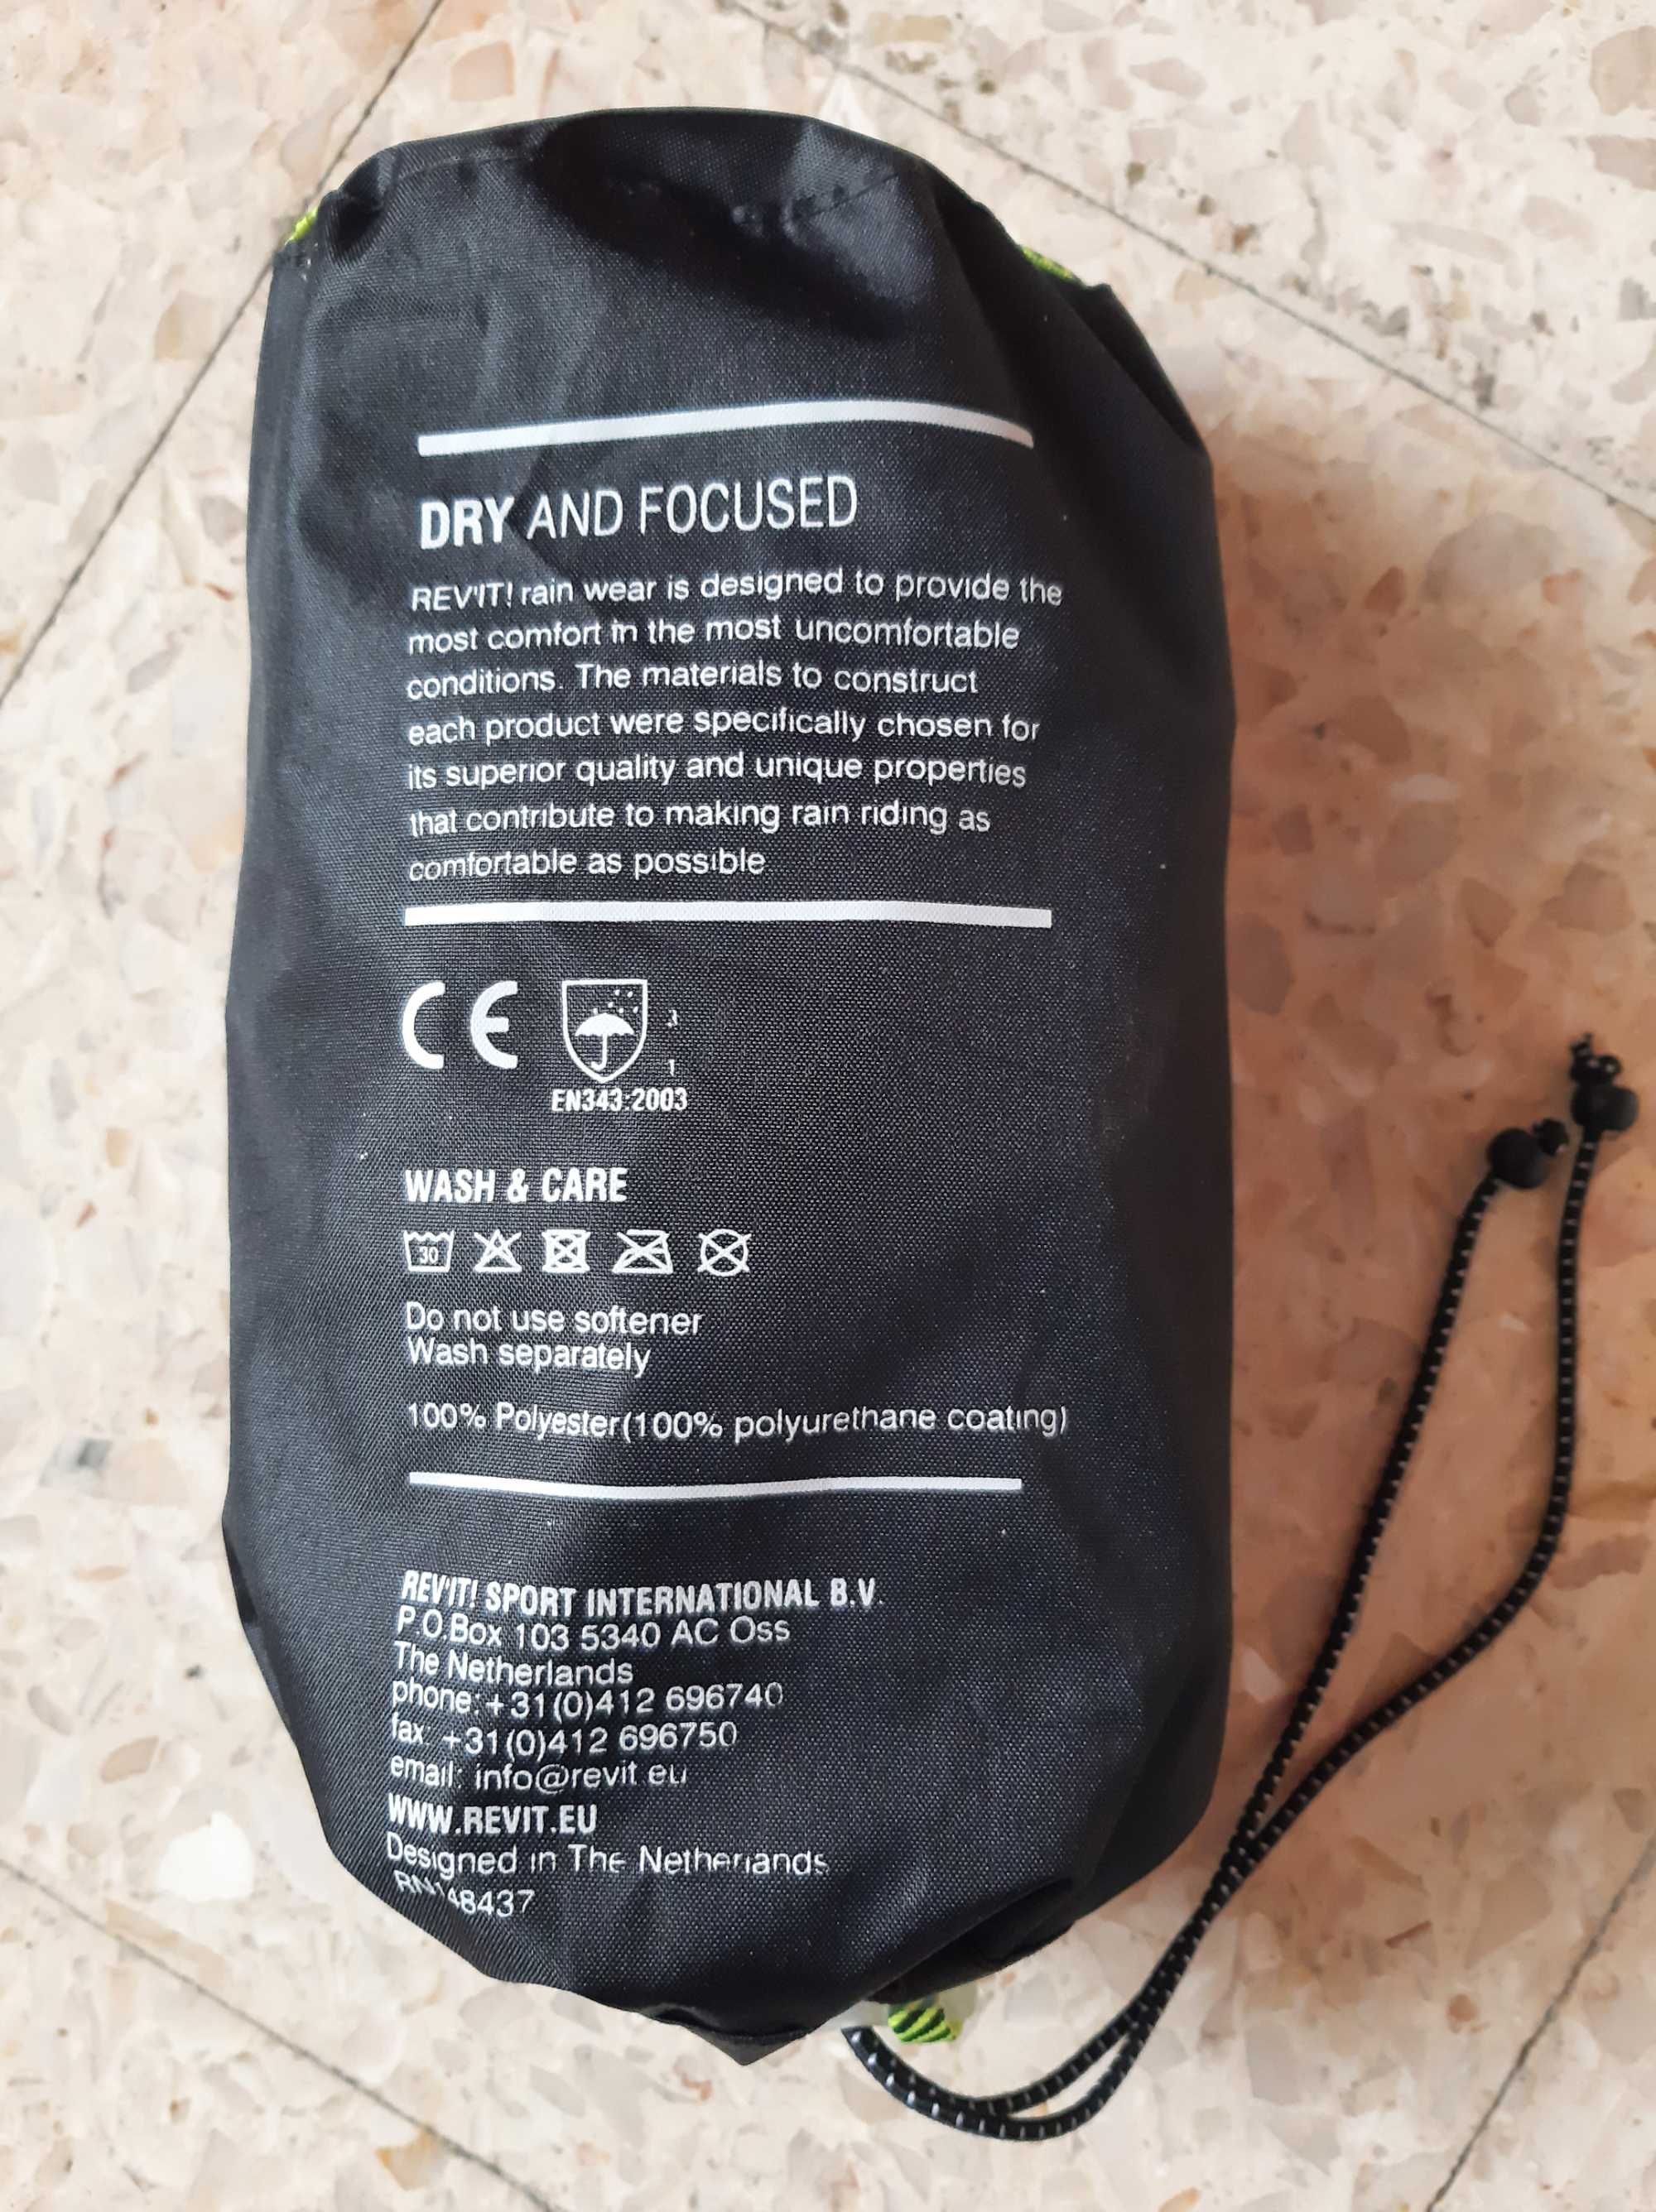 DRY AND FOCUSED
REV'IT! rain wear is designed to provide the
most comfort in the most uncomfortable
conditions. The materials to construct
each product were specifically chosen for
its superior quality and unique properties
that contribute to making rain riding as
comfortable as possible
CE
3
1
EN343:2003
WASH & CARE
30
Do not use softener
Wash separately
100% Polyester(100% polyurethane coating)
REV'IT! SPORT INTERNATIONAL B.V.
P.O.Box 103 5340 AC Oss
The Netherlands
phone:+31(0)412 696740
fax: +31(0)412 696750
email: info@revit.eu
WWW.REVIT.EU
Designed in The Netherlands